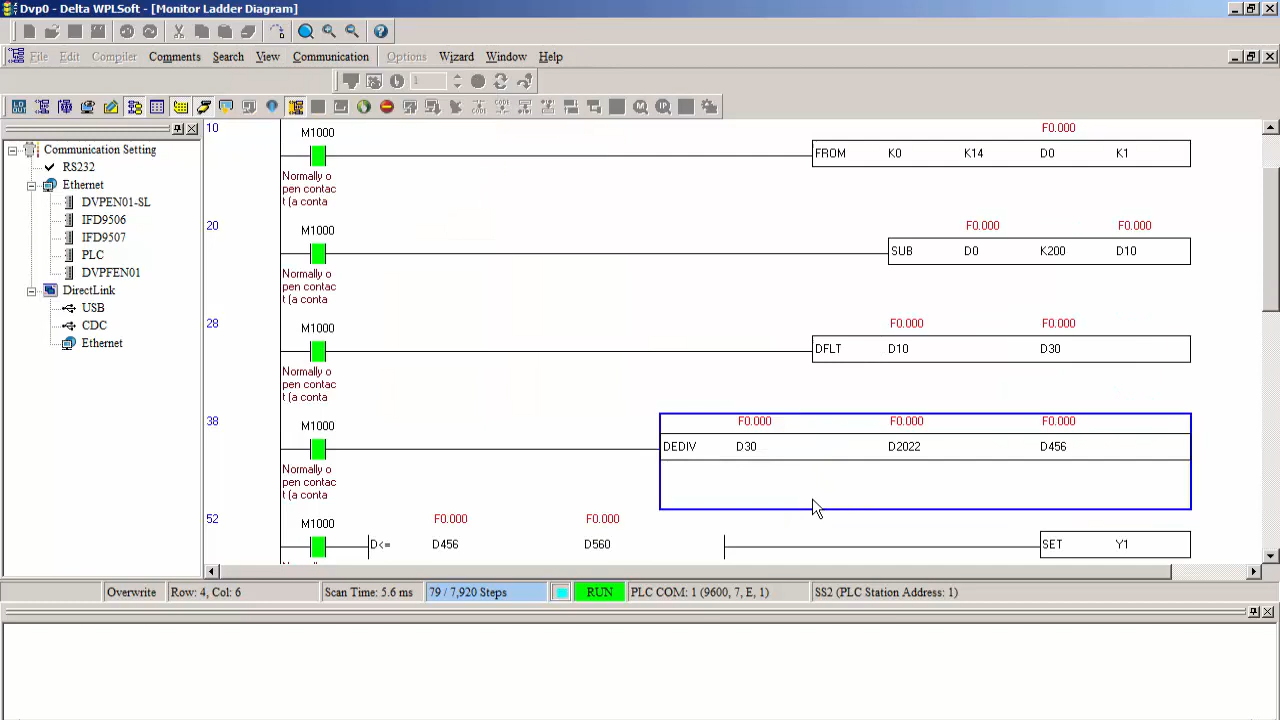 Dvp0 - Delta WPLSoft - [Monitor Ladder Diagram]
File Edit Compiler Comments Search View Communication Options Wizard Window Help
1
Communication Setting
RS232
Ethernet
DVPEN01-SL
IFD9506
IFD9507
PLC
DVPFEN01
DirectLink
USB
CDC
Ethernet
10
M1000
F0.000
FROM K0 K14 D0 K1
Normally o
pen contac
t (a conta
20
M1000
F0.000 F0.000
SUB D0 K200 D10
Normally o
pen contac
t (a conta
28
M1000
F0.000 F0.000
DFLT D10 D30
Normally o
pen contac
t (a conta
38
M1000
F0.000 F0.000 F0.000
DEDIV D30 D2022 D456
Normally o
pen contac
t (a conta
52
M1000
F0.000 F0.000
D<= D456 D560 SET Y1
Overwrite Row: 4, Col: 6 Scan Time: 5.6 ms 79 / 7,920 Steps RUN PLC COM: 1 (9600, 7, E, 1) SS2 (PLC Station Address: 1)